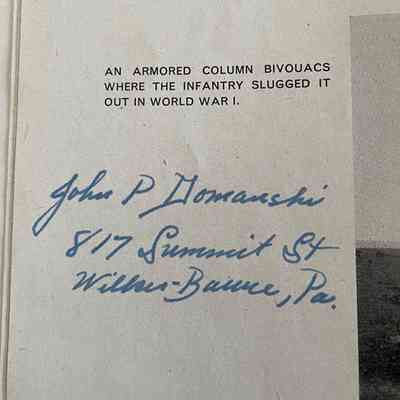 AN ARMORED COLUMN BIVOUACS
WHERE THE INFANTRY SLUGGED IT
OUT IN WORLD WAR I.
John P Domanski
817 Summit St
Wilkes-Barre, Pa.